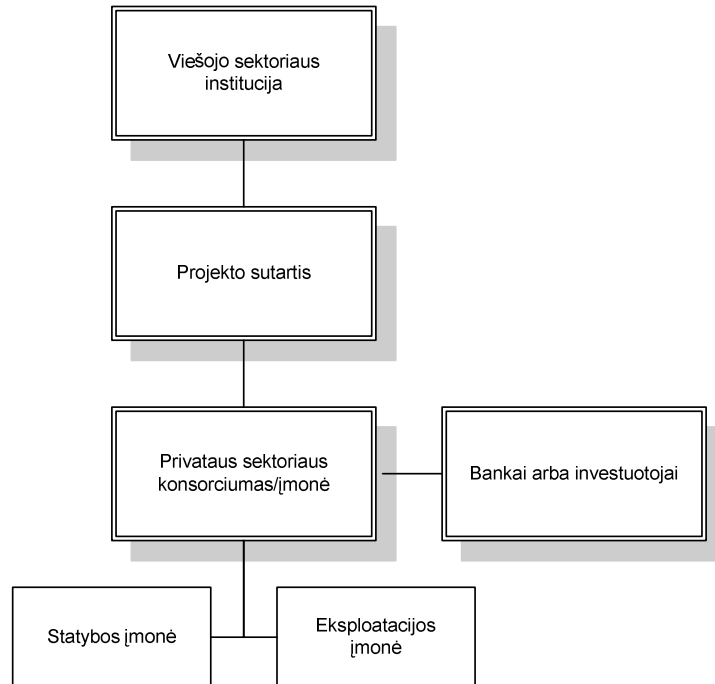 Viešojo sektoriaus
institucija
Projekto sutartis
Privataus sektoriaus
konsorciumas/įmonė
Bankai arba investuotojai
Statybos įmonė
Eksploatacijos
įmonė